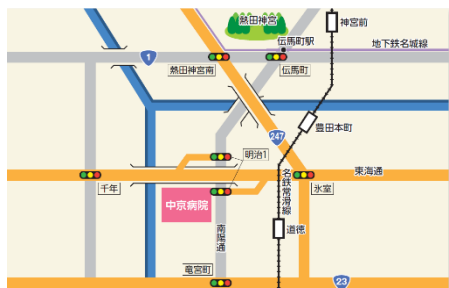 熱田神宮
神宮前
伝馬町駅
地下鉄名城線
1
熱田神宮南
伝馬町
豊田本町
247
明治1
東海通
千年
中京病院
名鉄常滑線
氷室
南陽通
道徳
竜宮町
23